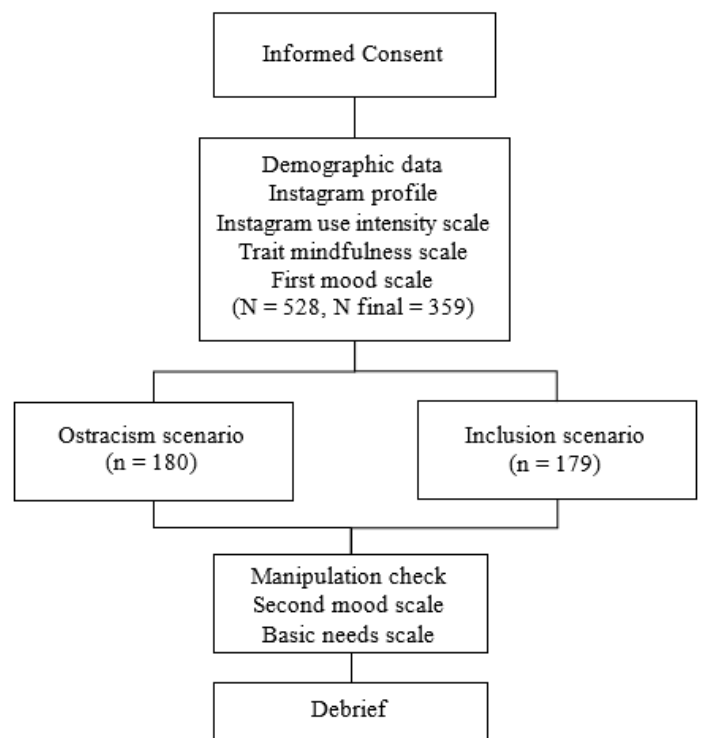 Informed Consent
Demographic data
Instagram profile
Instagram use intensity scale
Trait mindfulness scale
First mood scale
(N = 528, N final = 359)
Ostracism scenario
(n = 180)
Inclusion scenario
(n = 179)
Manipulation check
Second mood scale
Basic needs scale
Debrief